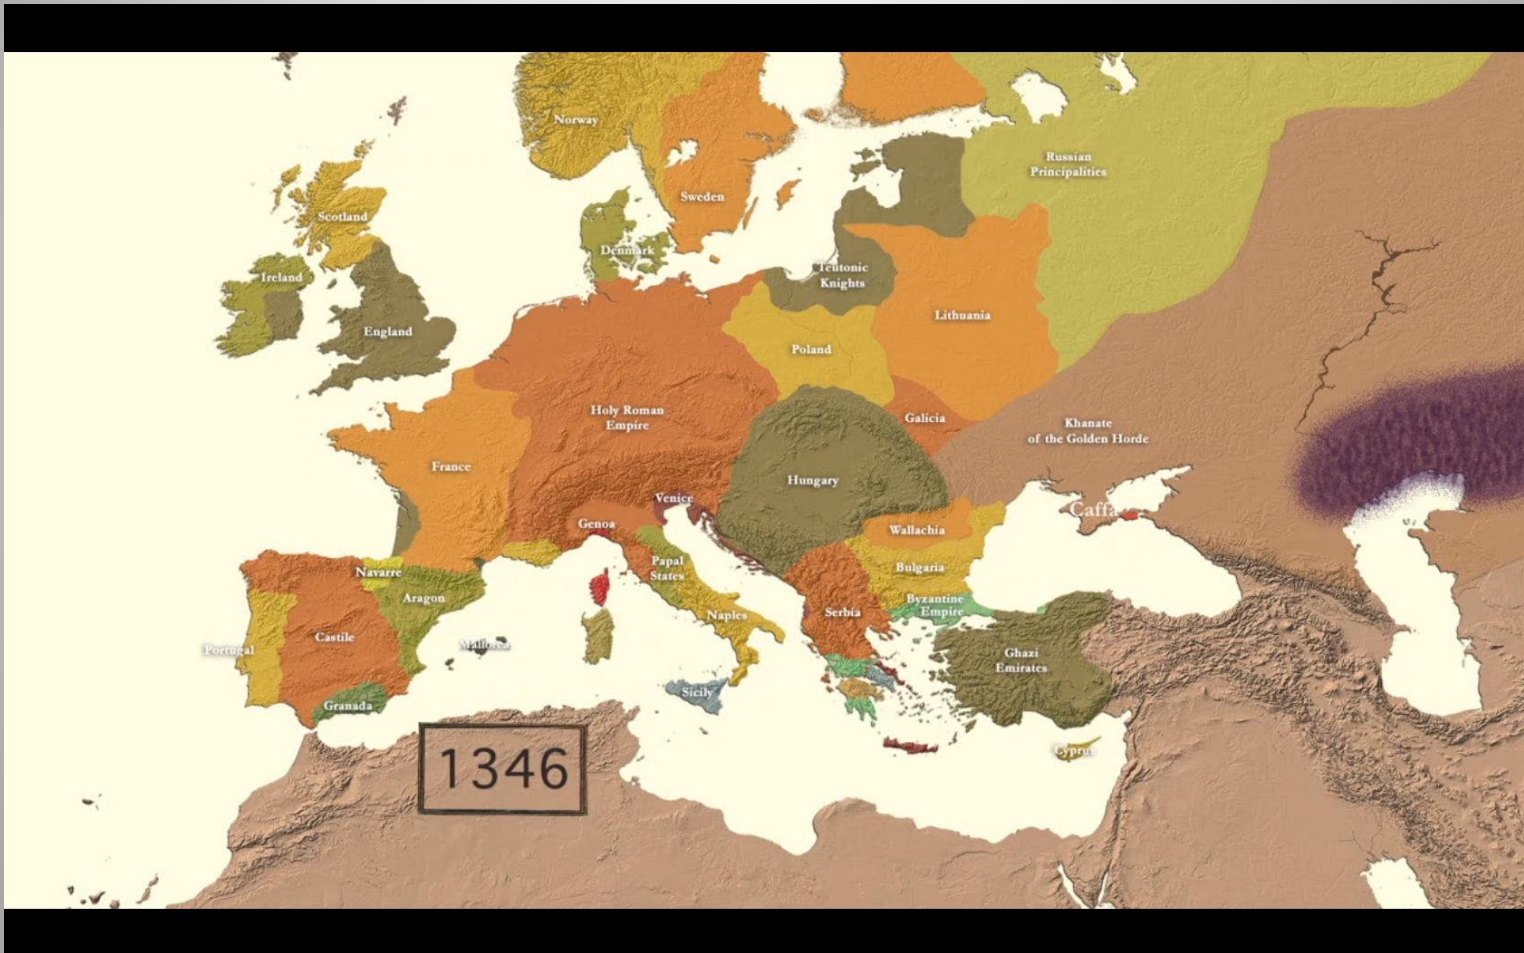 Norway
Russian
Principalities
Sweden
Scotland
Denmark
Teutonic
Knights
Ireland
Lithuania
England
Poland
Holy Roman
Empire
Galicia
Khanate
of the Golden Horde
France
Hungary
Venice
Caffa
Genoa
Wallachia
Papal
States
Bulgaria
Navarre
Aragon
Byzantine
Empire
Serbia
Naples
Castile
Portugal
Mallorca
Ghazi
Emirates
Sicily
Granada
Cyprus
1346